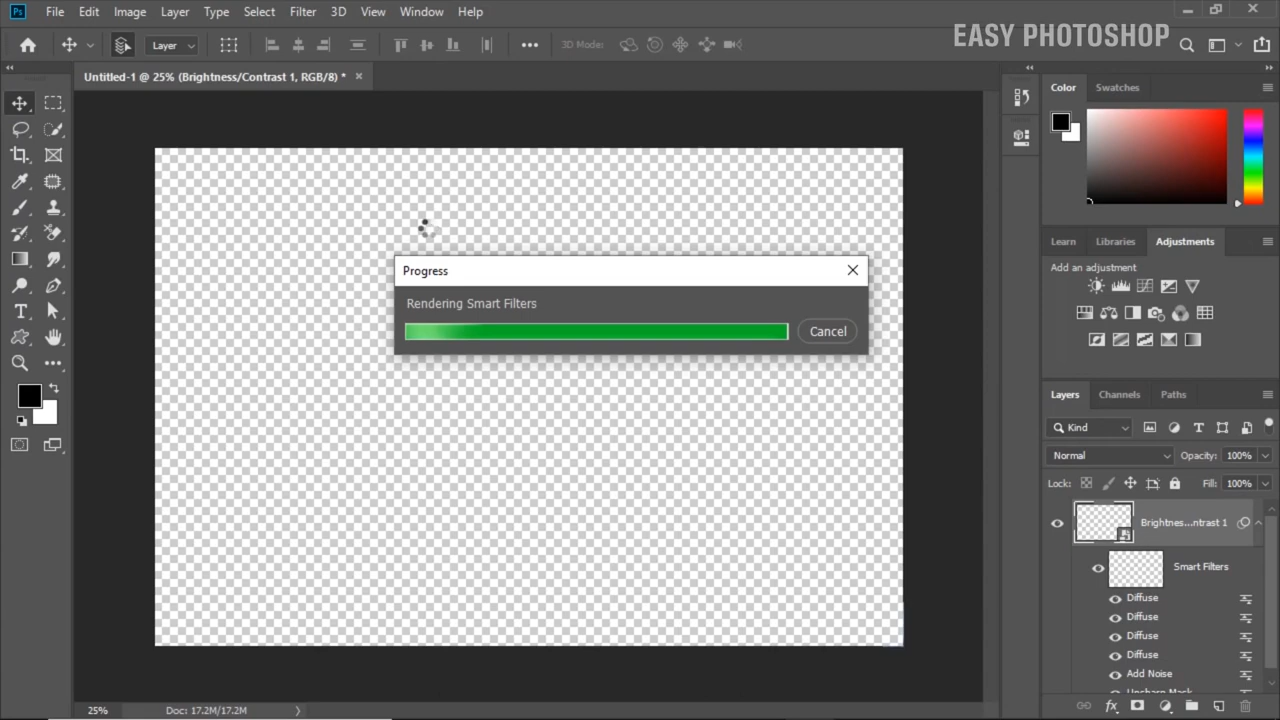 Ps File Edit Image Layer Type Select Filter 3D View Window Help
EASY PHOTOSHOP
Layer 3D Mode:
Untitled-1 @ 25% (Brightness/Contrast 1, RGB/8) *
Color Swatches
Learn Libraries Adjustments
Add an adjustment
Progress
Rendering Smart Filters
Cancel
Layers Channels Paths
Kind
Normal Opacity: 100%
Lock: Fill: 100%
Brightnes...ntrast 1
Smart Filters
Diffuse
Diffuse
Diffuse
Diffuse
Add Noise
Unsharp Mask
25% Doc: 17.2M/17.2M